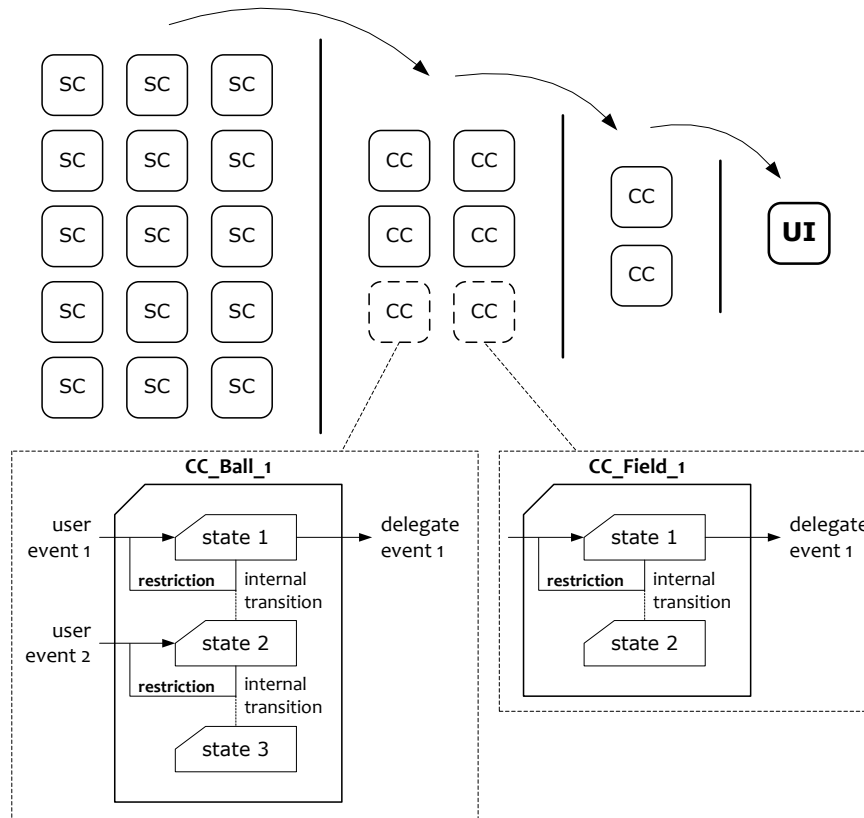 SC SC SC
SC SC SC
SC SC SC
SC SC SC
SC SC SC
CC CC
CC CC
CC CC
CC
CC
UI
CC_Ball_1
user
event 1
state 1
delegate
event 1
restriction
internal
transition
user
event 2
state 2
restriction
internal
transition
state 3
CC_Field_1
state 1
delegate
event 1
restriction
internal
transition
state 2